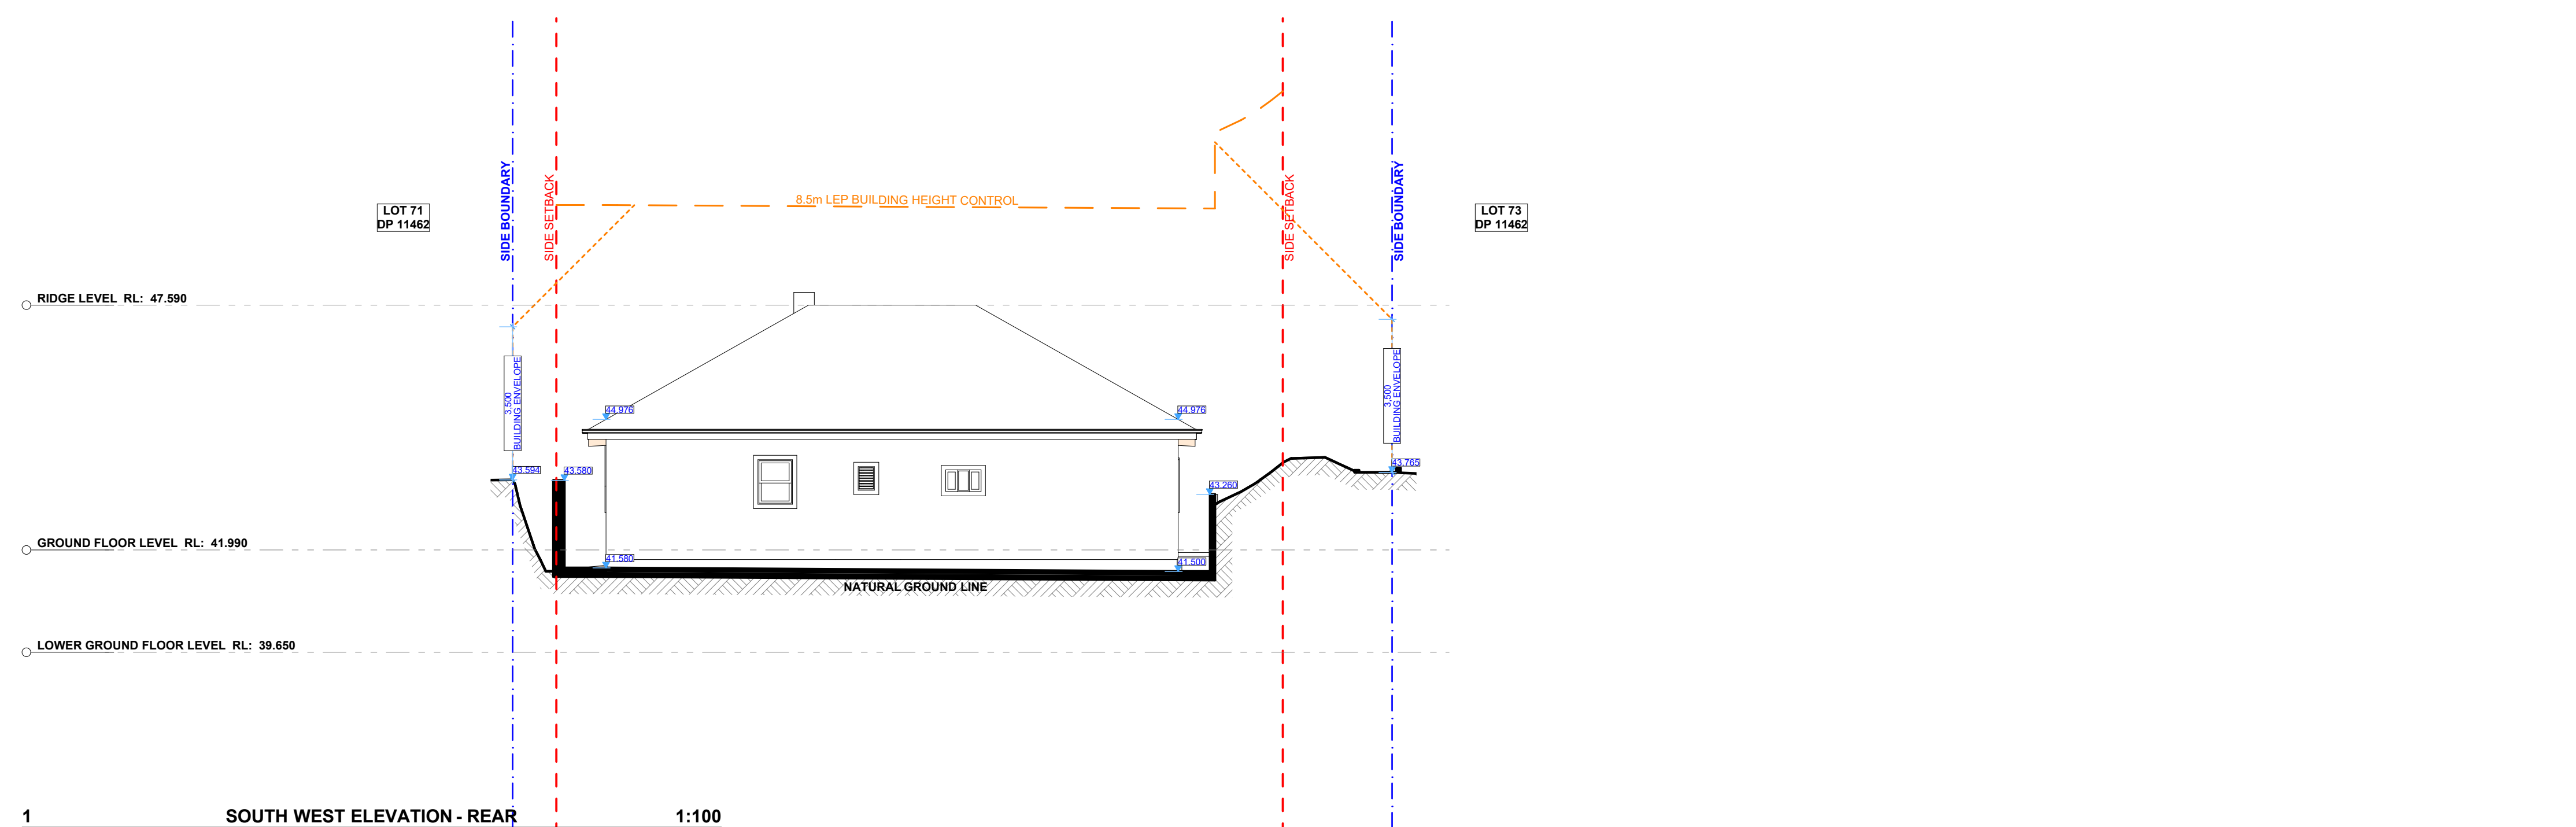 SIDE BOUNDARY
SIDE SETBACK
8.5m LEP BUILDING HEIGHT CONTROL
SIDE SETBACK
SIDE BOUNDARY
LOT 71
DP 11462
LOT 73
DP 11462
RIDGE LEVEL RL: 47.590
3.500
BUILDING ENVELOPE
3.500
BUILDING ENVELOPE
44.976
44.976
43.594
43.580
43.260
43.765
GROUND FLOOR LEVEL RL: 41.990
41.580
41.500
NATURAL GROUND LINE
LOWER GROUND FLOOR LEVEL RL: 39.650
1 SOUTH WEST ELEVATION - REAR 1:100